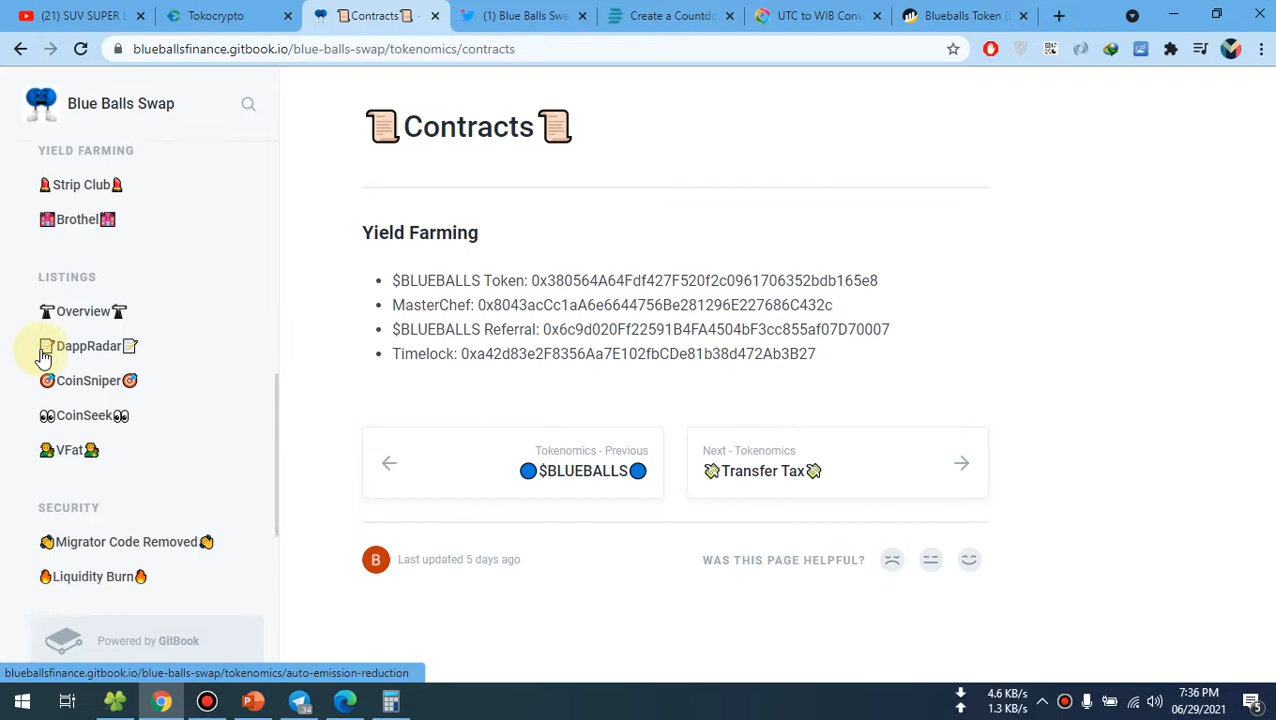 SUV SUPER
Tokocrypto
Contracts
(1) Blue Balls Swap
Create a Countdo
UTC to WIB Con
Blueballs Token
blueballsfinance.gitbook.io/blue-balls-swap/tokenomics/contracts
Blue Balls Swap
YIELD FARMING
Strip Club
Brothel
LISTINGS
Overview
DappRadar
CoinSniper
CoinSeek
VFat
SECURITY
Migrator Code Removed
Liquidity Burn
Powered by GitBook
Contracts
Yield Farming
• $BLUEBALLS Token: 0x380564A64Fdf427F520f2c0961706352bdb165e8
• MasterChef: 0x8043acCc1aA6e6644756Be281296E227686C432c
• $BLUEBALLS Referral: 0x6c9d020Ff22591B4FA4504bF3cc855af07D70007
• Timelock: 0xa42d83e2F8356Aa7E102fbCDe81b38d472Ab3B27
Tokenomics - Previous
$BLUEBALLS
Next - Tokenomics
Transfer Tax
B
Last updated 5 days ago
WAS THIS PAGE HELPFUL?
blueballsfinance.gitbook.io/blue-balls-swap/tokenomics/auto-emission-reduction
4.6 KB/s
1.3 KB/s
7:36 PM
06/29/2021
5